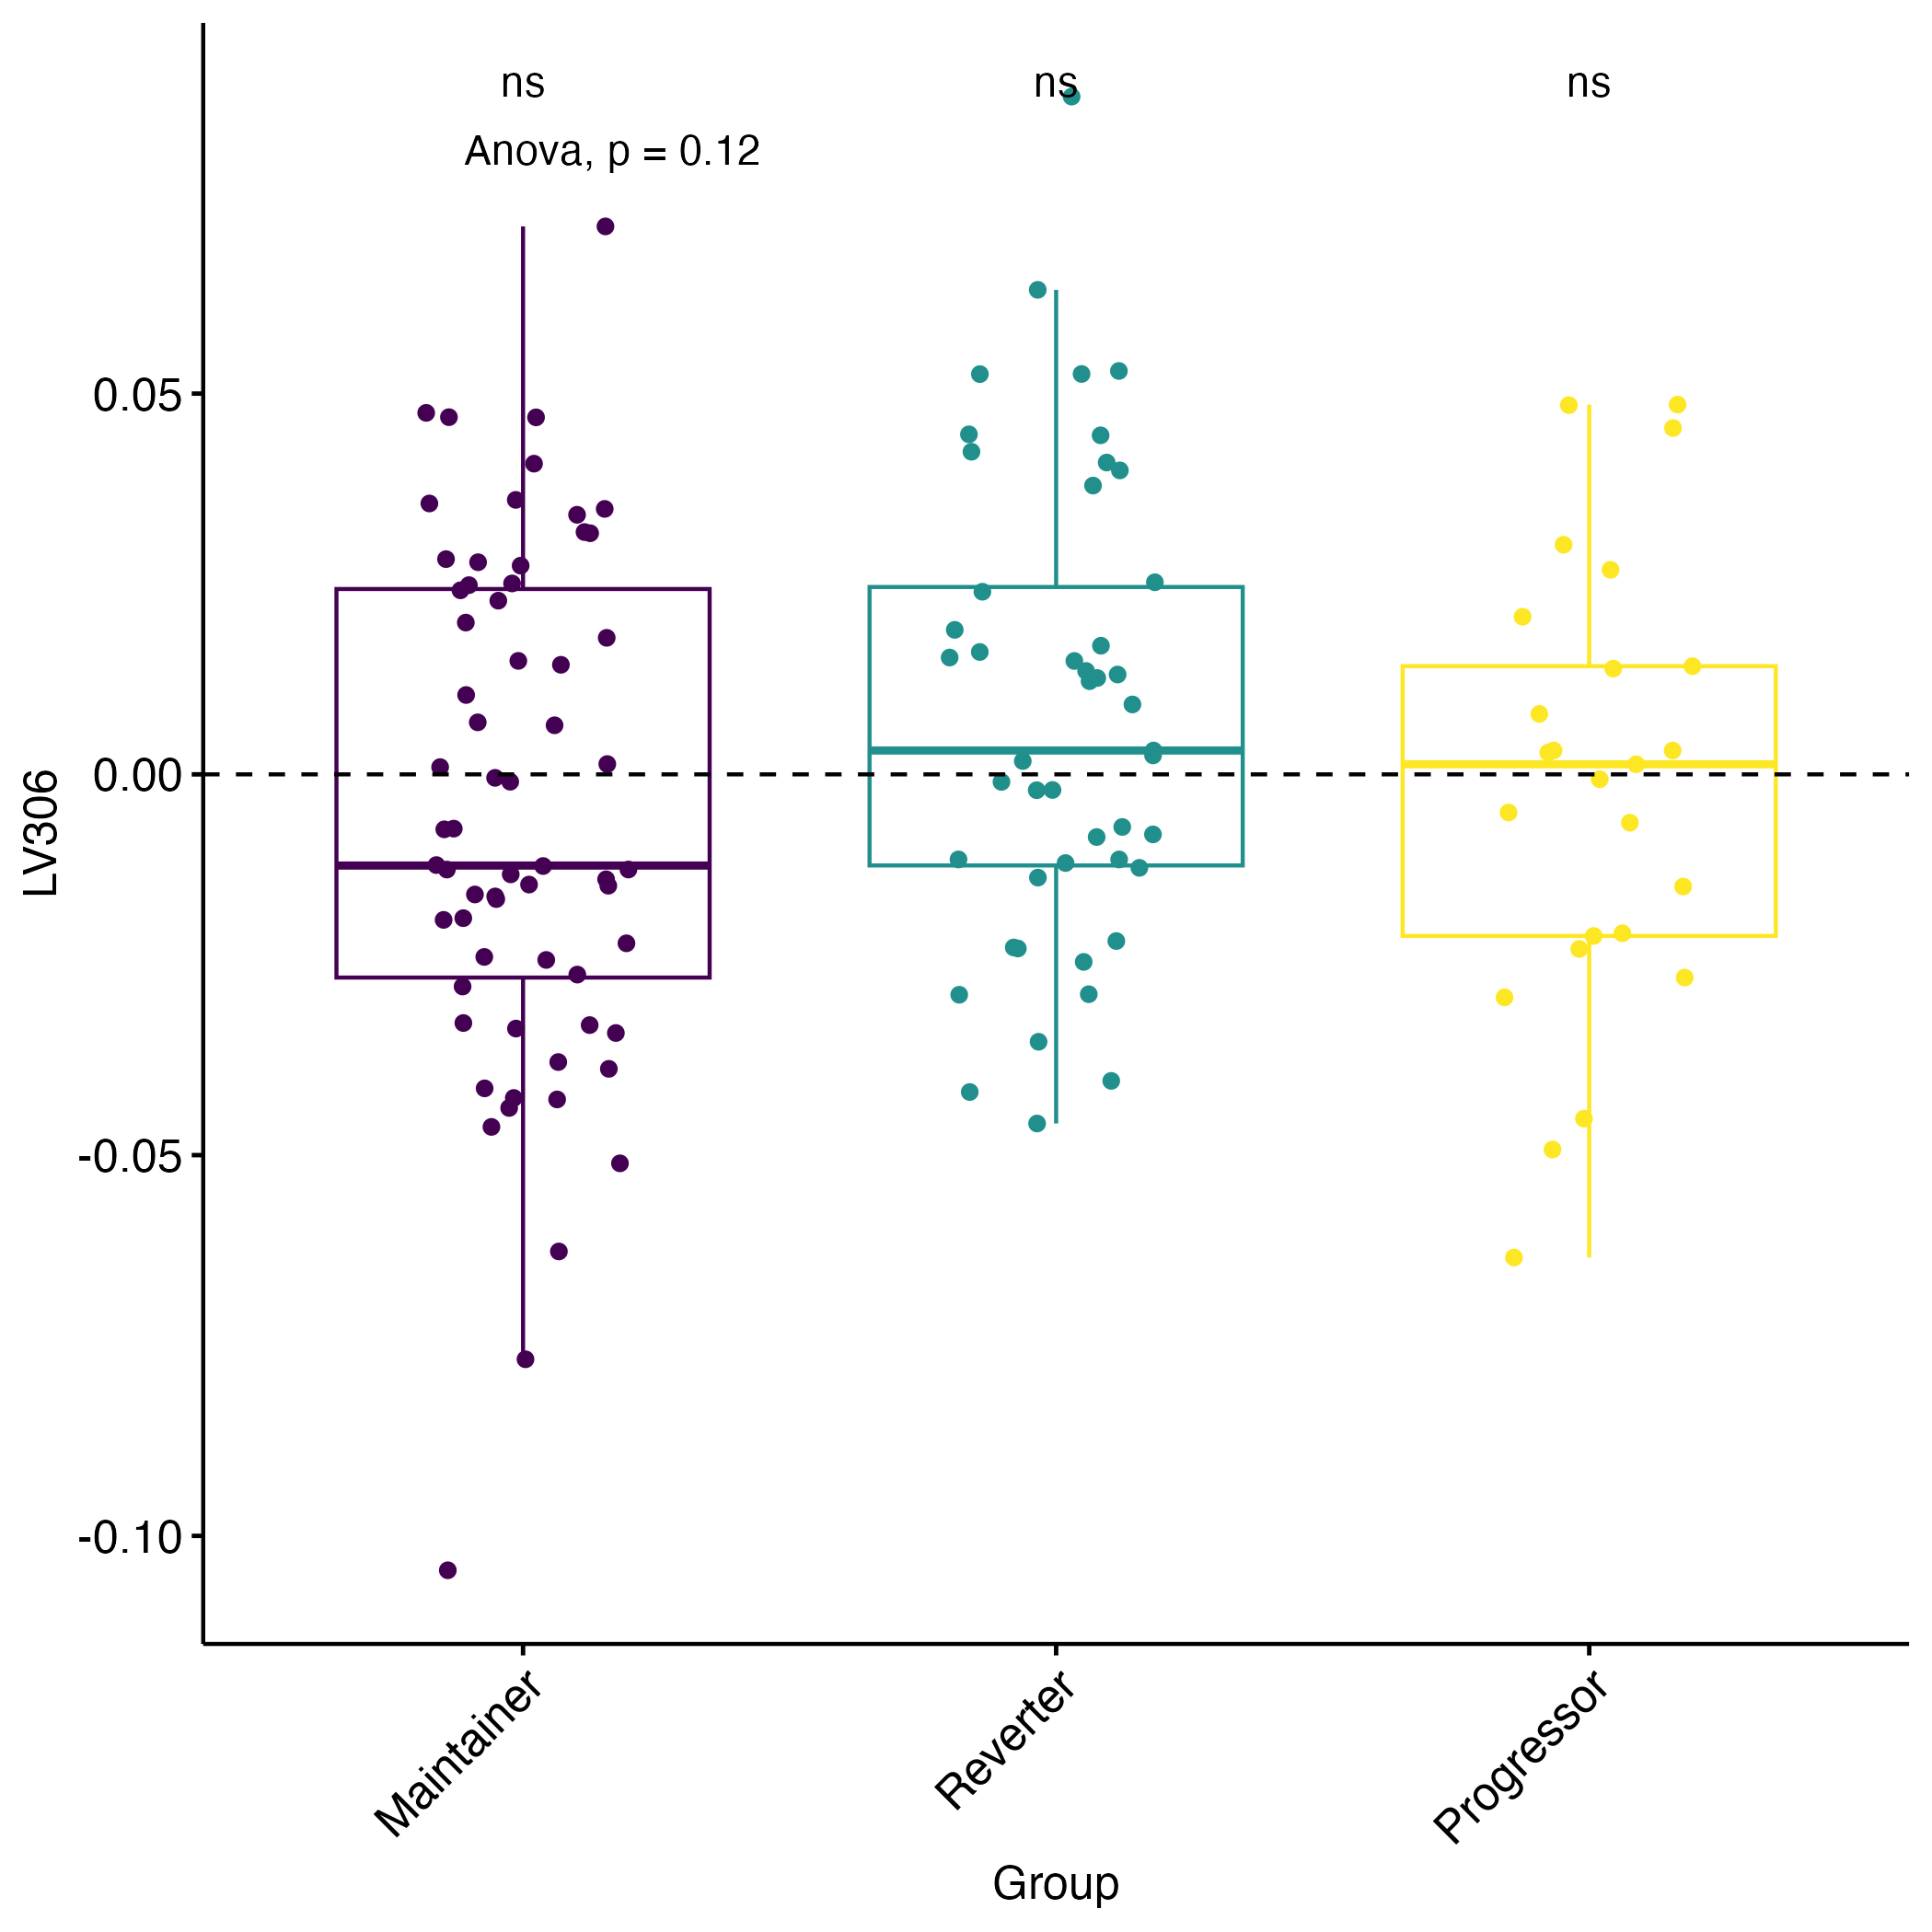 ns ns ns
Anova, p = 0.12
0.05
0.00
-0.05
-0.10
LV306
Maintainer
Reverter
Progressor
Group